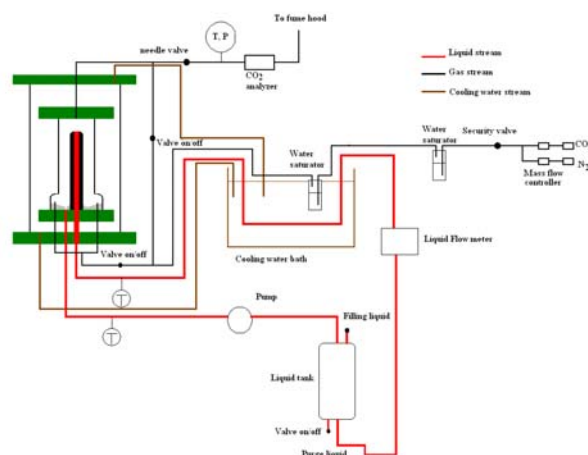 To fume hood
T, P
needle valve
CO2
analyzer
Liquid stream
Gas stream
Cooling water stream
Valve on/off
Water
saturator
Water
saturator
Security valve
CO
N2
Mass flow
controller
Valve on/off
Cooling water bath
Liquid Flow meter
T
Pump
T
Filling liquid
Liquid tank
Valve on/off
Purge liquid